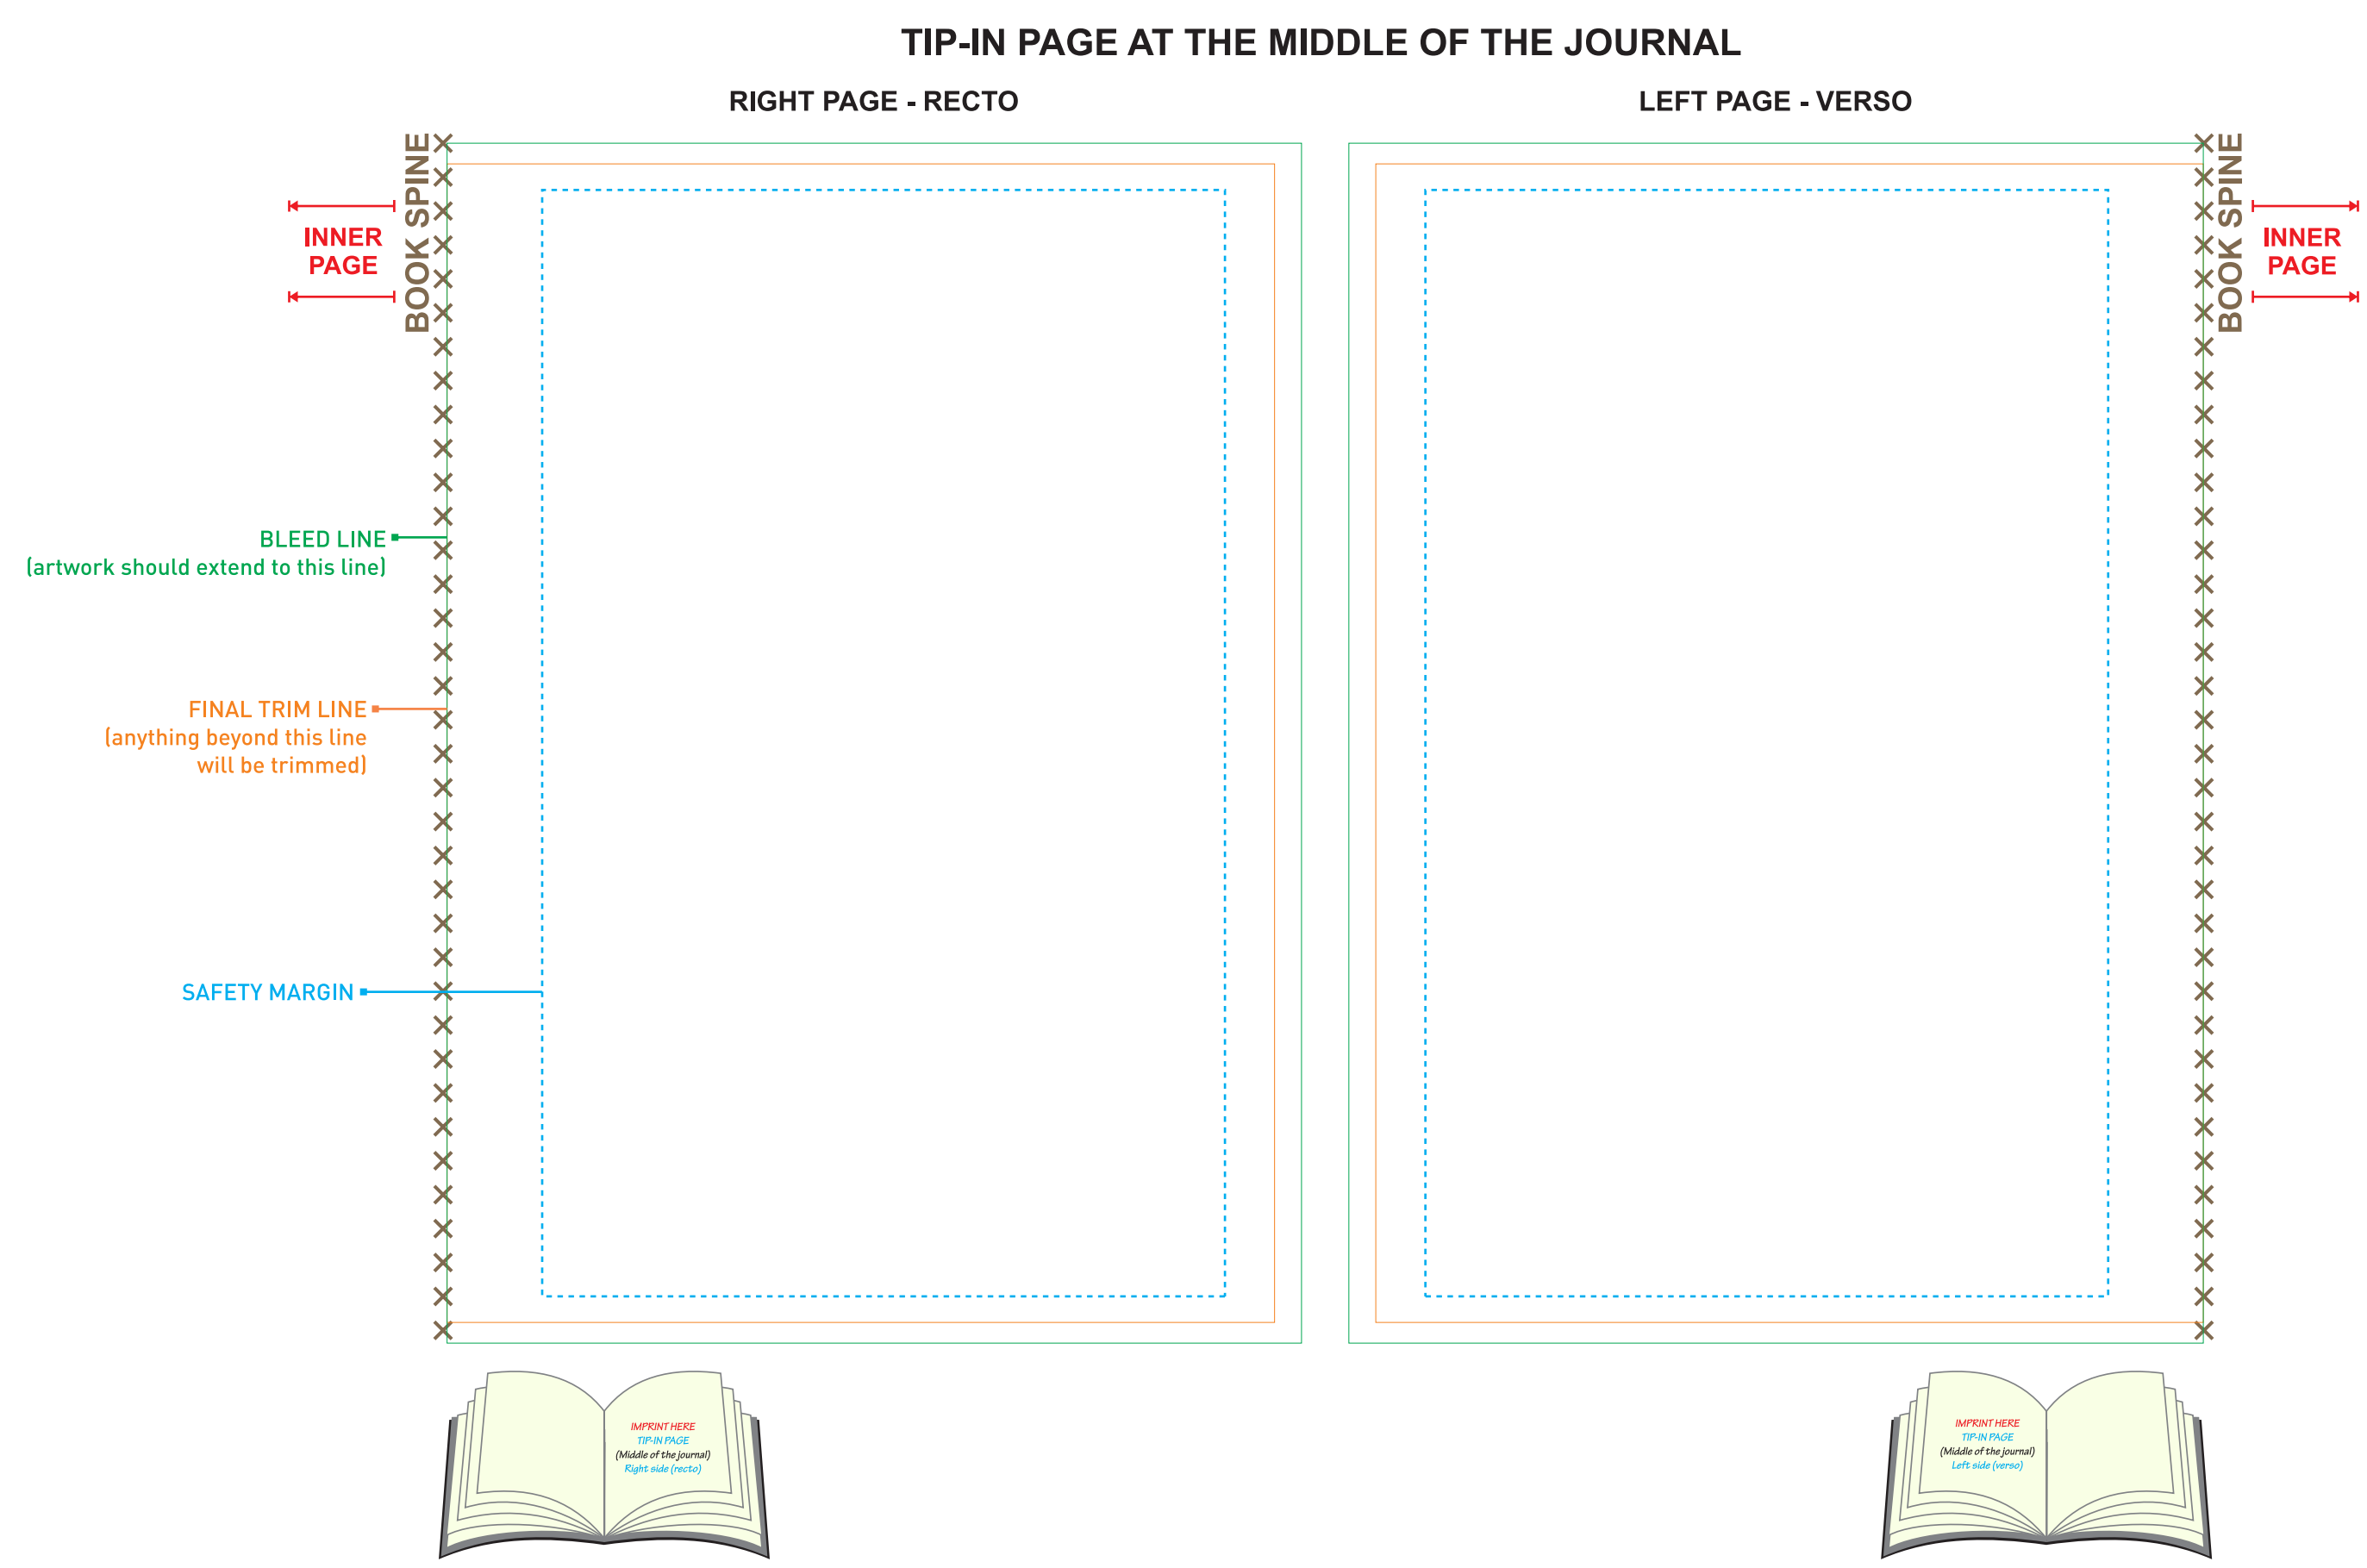 TIP-IN PAGE AT THE MIDDLE OF THE JOURNAL
RIGHT PAGE - RECTO
LEFT PAGE - VERSO
BOOK SPINE
INNER
PAGE
BOOK SPINE
INNER
PAGE
BLEED LINE
(artwork should extend to this line)
FINAL TRIM LINE
(anything beyond this line
will be trimmed)
SAFETY MARGIN
IMPRINT HERE
TIP-IN PAGE
(Middle of the journal)
Right side (recto)
IMPRINT HERE
TIP-IN PAGE
(Middle of the journal)
Left side (verso)